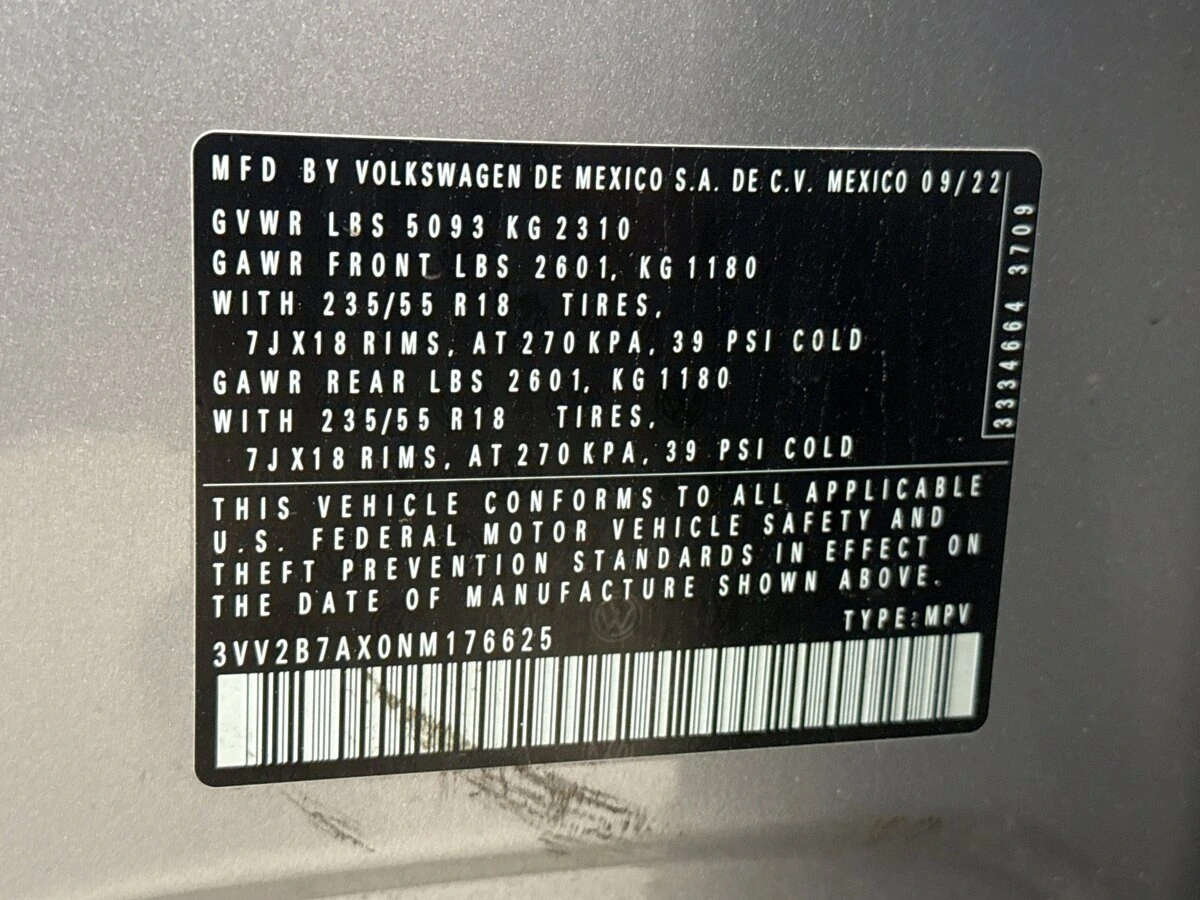 MFD BY VOLKSWAGEN DE MEXICO S.A. DE C.V. MEXICO 09/22
GVWR LBS 5093 KG 2310
GAWR FRONT LBS 2601, KG 1180
WITH 235/55 R18 TIRES,
7JX18 RIMS, AT 270 KPA, 39 PSI COLD
GAWR REAR LBS 2601, KG 1180
WITH 235/55 R18 TIRES,
7JX18 RIMS, AT 270 KPA, 39 PSI COLD
3334664 3709
THIS VEHICLE CONFORMS TO ALL APPLICABLE
U.S. FEDERAL MOTOR VEHICLE SAFETY AND
THEFT PREVENTION STANDARDS IN EFFECT ON
THE DATE OF MANUFACTURE SHOWN ABOVE.
TYPE: MPV
3VV2B7AX0NM176625